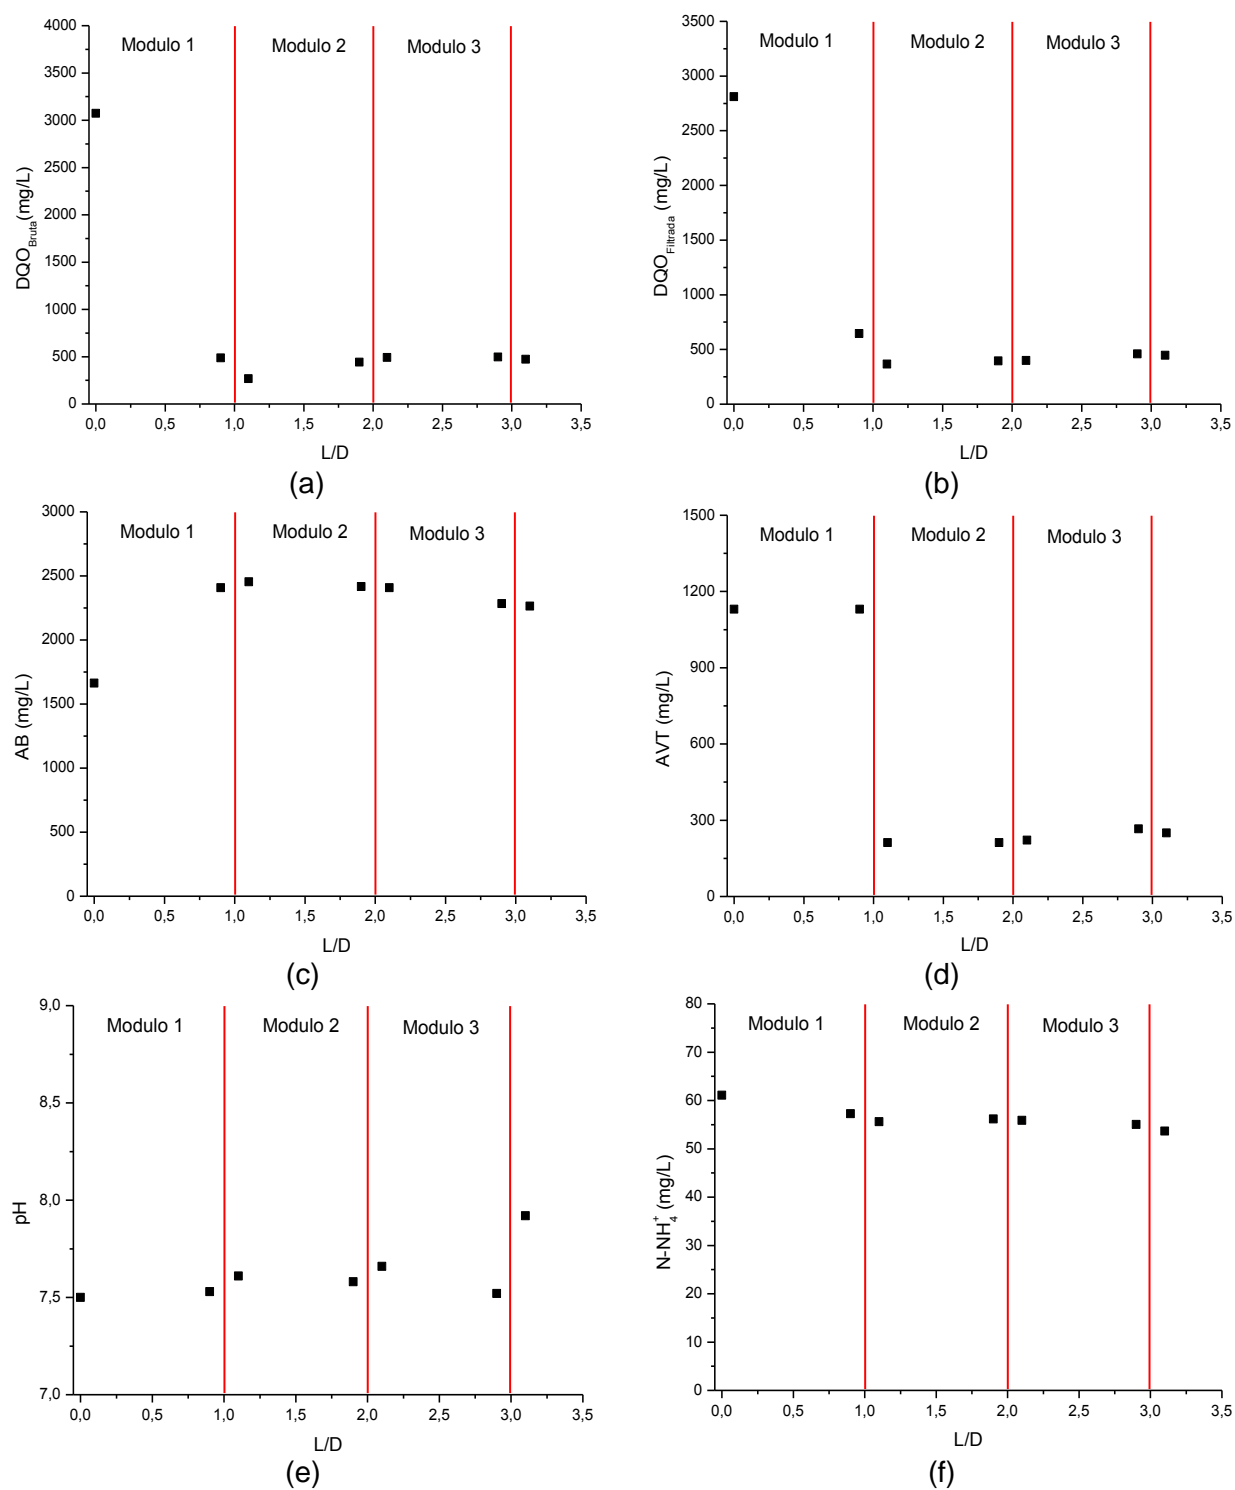 4000
3500
3000
2500
2000
1500
1000
500
0
DQO Bruta (mg/L)
Modulo 1 Modulo 2 Modulo 3
0,0 0,5 1,0 1,5 2,0 2,5 3,0 3,5
L/D
(a)
3500
3000
2500
2000
1500
1000
500
0
DQO Filtrada (mg/L)
Modulo 1 Modulo 2 Modulo 3
0,0 0,5 1,0 1,5 2,0 2,5 3,0 3,5
L/D
(b)
3000
2500
2000
1500
1000
500
0
AB (mg/L)
Modulo 1 Modulo 2 Modulo 3
0,0 0,5 1,0 1,5 2,0 2,5 3,0 3,5
L/D
(c)
1500
1200
900
600
300
0
AVT (mg/L)
Modulo 1 Modulo 2 Modulo 3
0,0 0,5 1,0 1,5 2,0 2,5 3,0 3,5
L/D
(d)
9,0
8,5
8,0
7,5
7,0
pH
Modulo 1 Modulo 2 Modulo 3
0,0 0,5 1,0 1,5 2,0 2,5 3,0 3,5
L/D
(e)
80
70
60
50
40
30
20
10
0
N-NH4+ (mg/L)
Modulo 1 Modulo 2 Modulo 3
0,0 0,5 1,0 1,5 2,0 2,5 3,0 3,5
L/D
(f)